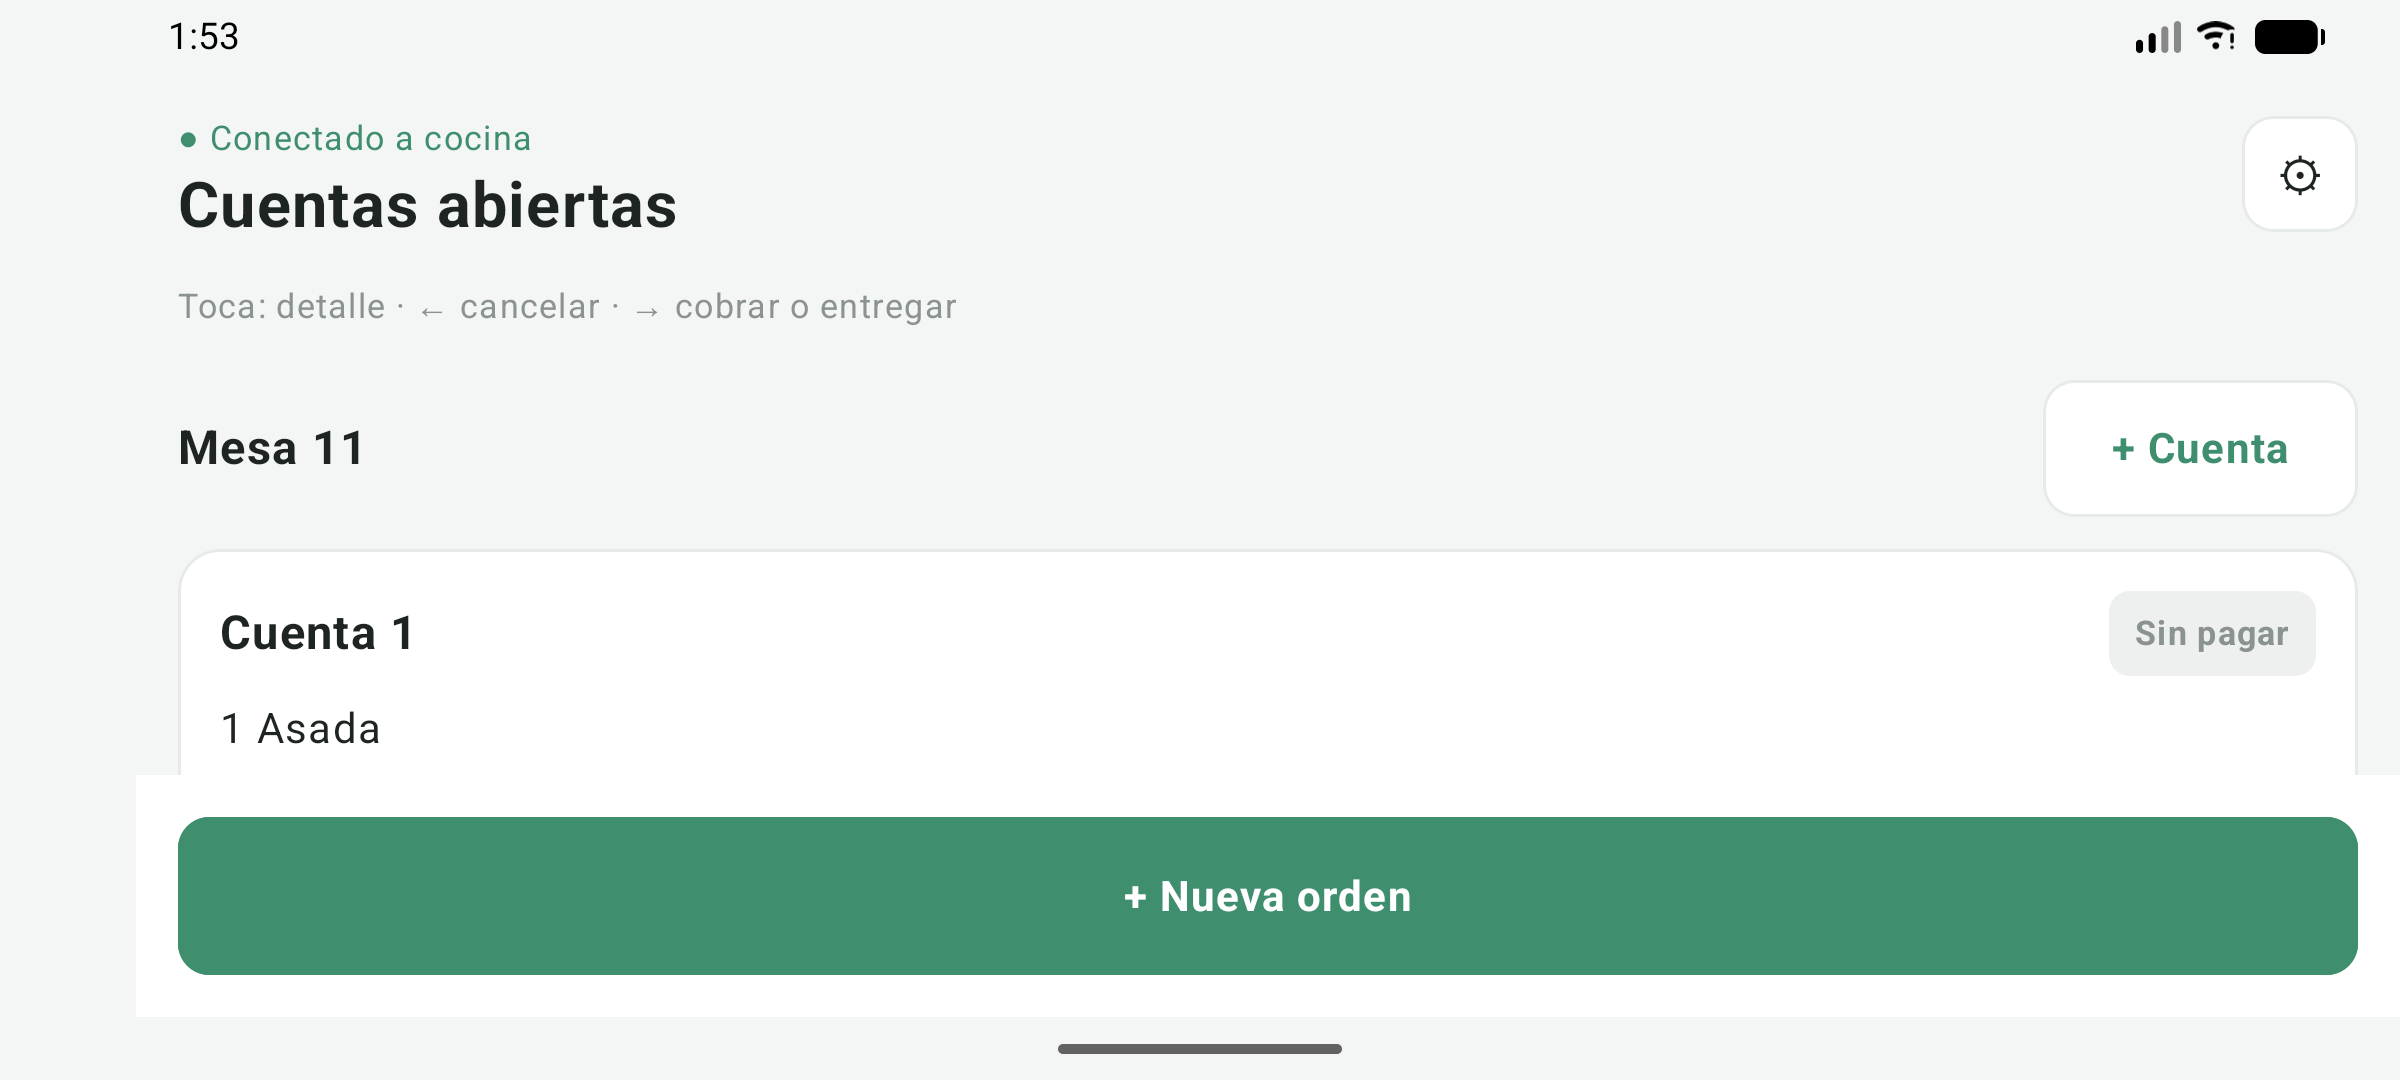 1:53
● Conectado a cocina
Cuentas abiertas
Toca: detalle · ← cancelar · → cobrar o entregar
Mesa 11
+ Cuenta
Cuenta 1
Sin pagar
1 Asada
+ Nueva orden